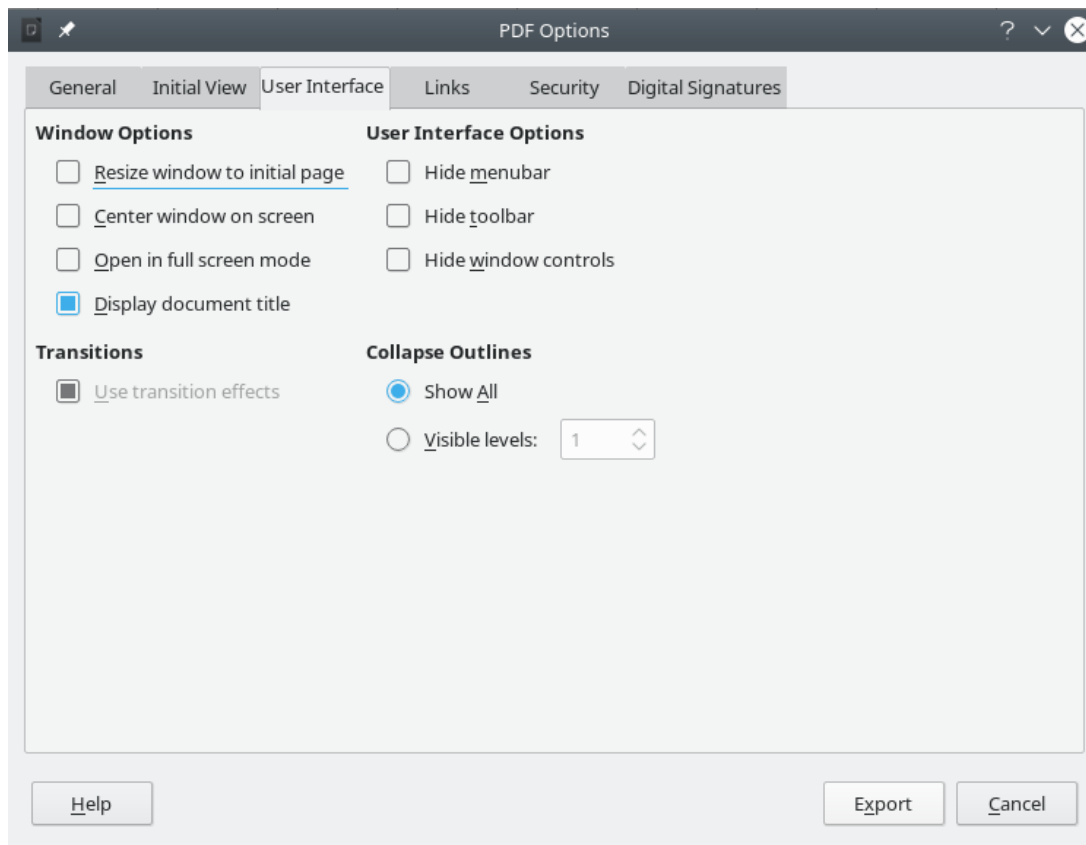 PDF Options
General Initial View User Interface Links Security Digital Signatures
Window Options
Resize window to initial page
Center window on screen
Open in full screen mode
Display document title
User Interface Options
Hide menubar
Hide toolbar
Hide window controls
Transitions
Use transition effects
Collapse Outlines
Show All
Visible levels: 1
Help Export Cancel